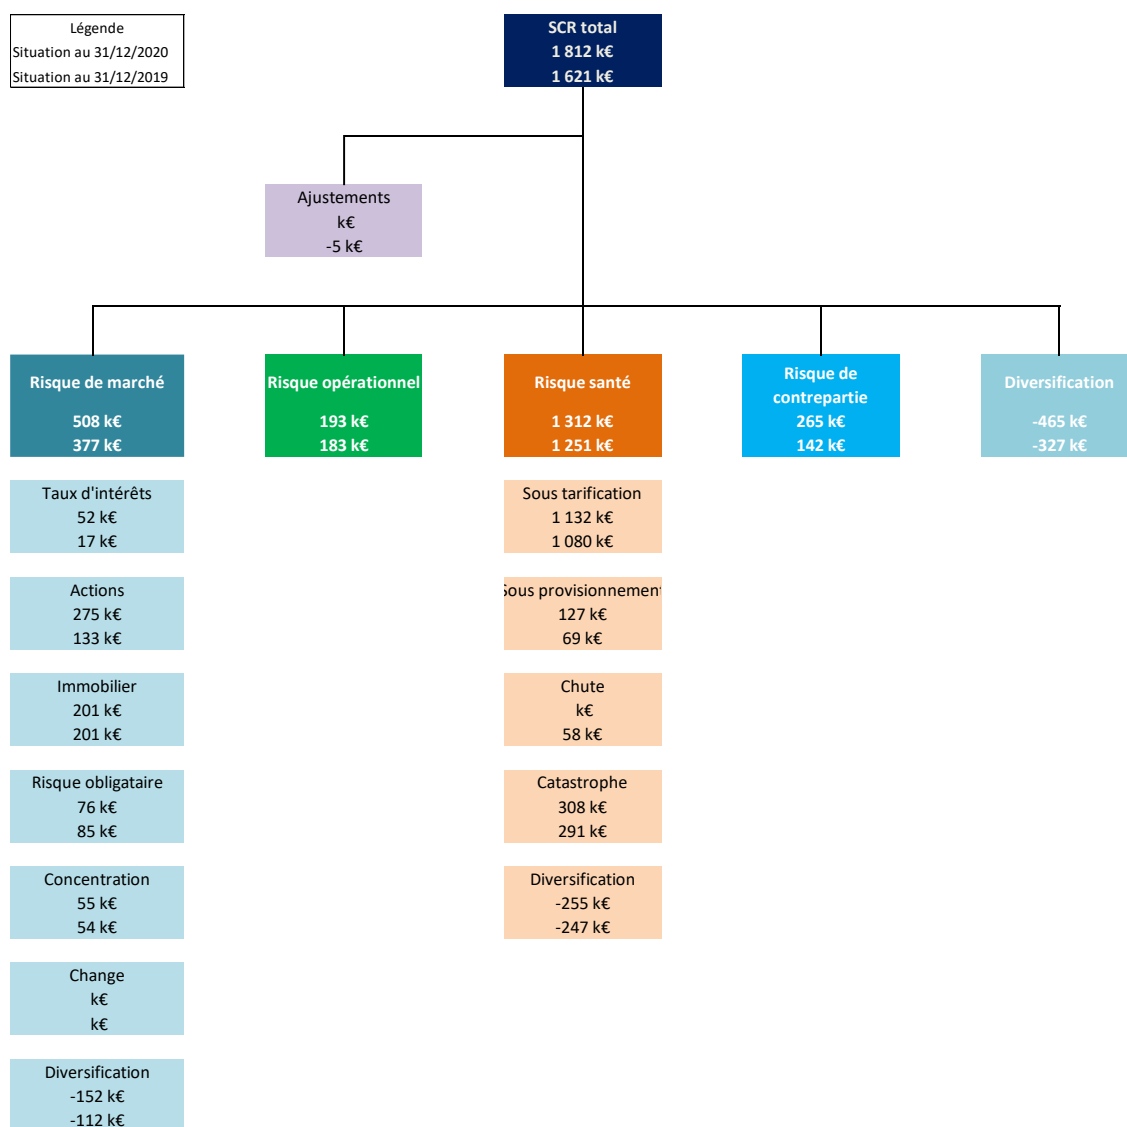 Légende
Situation au 31/12/2020
Situation au 31/12/2019
SCR total
1 812 k€
1 621 k€
Ajustements
k€
-5 k€
Risque de marché
508 k€
377 k€
Risque opérationnel
193 k€
183 k€
Risque santé
1 312 k€
1 251 k€
Risque de
contrepartie
265 k€
142 k€
Diversification
-465 k€
-327 k€
Taux d'intérêts
52 k€
17 k€
Actions
275 k€
133 k€
Immobilier
201 k€
201 k€
Risque obligataire
76 k€
85 k€
Concentration
55 k€
54 k€
Change
k€
k€
Diversification
-152 k€
-112 k€
Sous tarification
1 132 k€
1 080 k€
Sous provisionnement
127 k€
69 k€
Chute
k€
58 k€
Catastrophe
308 k€
291 k€
Diversification
-255 k€
-247 k€